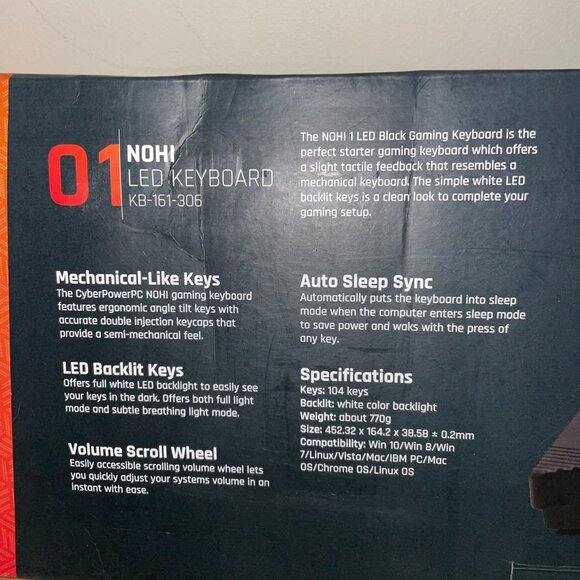 01
NOHI
LED KEYBOARD
KB-161-306
The NOHI 1 LED Black Gaming Keyboard is the
perfect starter gaming keyboard which offers
a slight tactile feedback that resembles a
mechanical keyboard. The simple white LED
backlit keys is a clean look to complete your
gaming setup.
Mechanical-Like Keys
The CyberPowerPC NOHI gaming keyboard
features ergonomic angle tilt keys with
accurate double injection keycaps that
provide a semi-mechanical feel.
LED Backlit Keys
Offers full white LED backlight to easily see
your keys in the dark. Offers both full light
mode and subtle breathing light mode.
Volume Scroll Wheel
Easily accessible scrolling volume wheel lets
you quickly adjust your systems volume in an
instant with ease.
Auto Sleep Sync
Automatically puts the keyboard into sleep
mode when the computer enters sleep mode
to save power and waks with the press of
any key.
Specifications
Keys: 104 keys
Backlit: white color backlight
Weight: about 770g
Size: 452.32 x 164.2 x 38.58 ± 0.2mm
Compatibility: Win 10/Win 8/Win
7/Linux/Vista/Mac/IBM PC/Mac
OS/Chrome OS/Linux OS